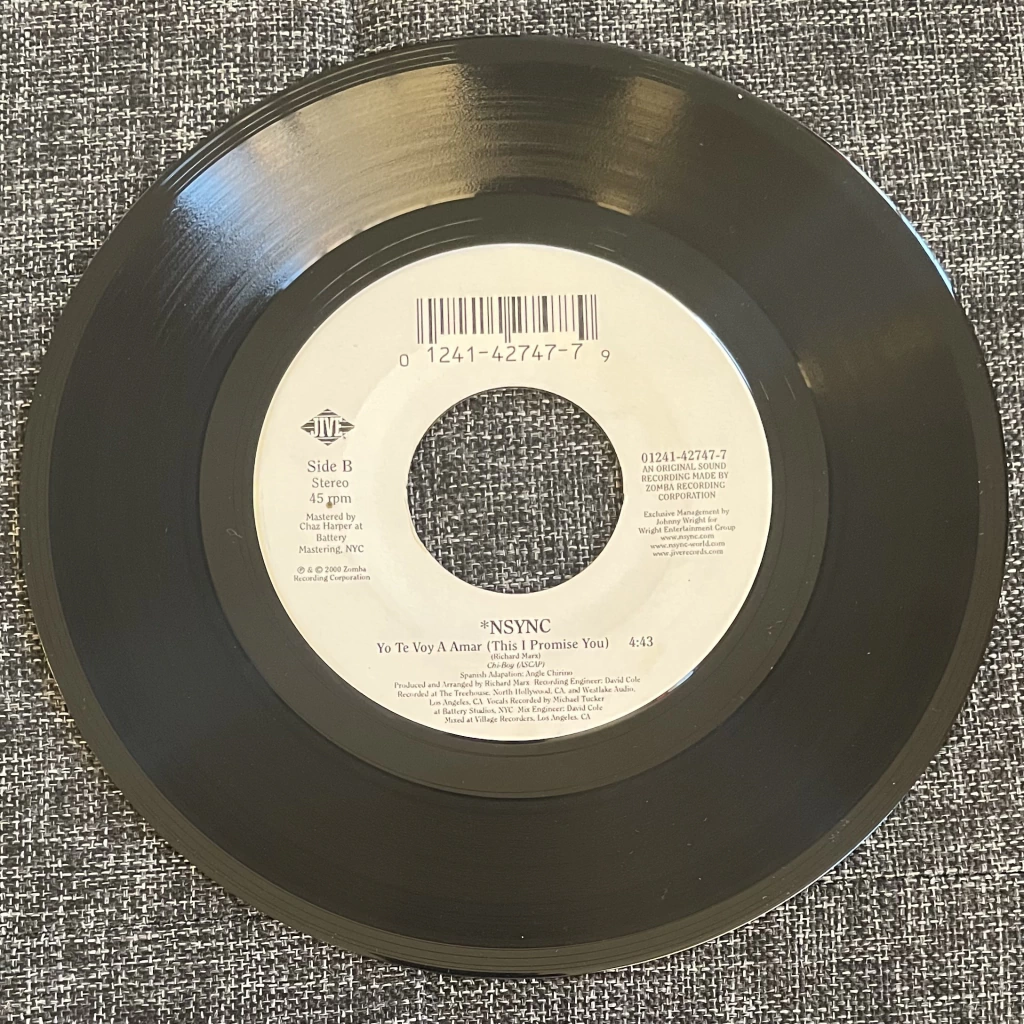 0 1241-42747-7 9
JIVE
Side B
Stereo
45 rpm
Mastered by
Chaz Harper at
Battery
Mastering, NYC
℗ & © 2000 Zomba
Recording Corporation
01241-42747-7
AN ORIGINAL SOUND
RECORDING MADE BY
ZOMBA RECORDING
CORPORATION
Exclusive Management by
Johnny Wright for
Wright Entertainment Group
www.nsync.com
www.nsync-world.com
www.jiverecords.com
*NSYNC
Yo Te Voy A Amar (This I Promise You) 4:43
(Richard Marx)
Chi-Boy (ASCAP)
Spanish Adapation: Angie Chirino
Produced and Arranged by Richard Marx Recording Engineer: David Cole
Recorded at The Treehouse, North Hollywood, CA, and Westlake Audio,
Los Angeles, CA Vocals Recorded by Michael Tucker
at Battery Studios, NYC Mix Engineer: David Cole
Mixed at Village Recorders, Los Angeles, CA